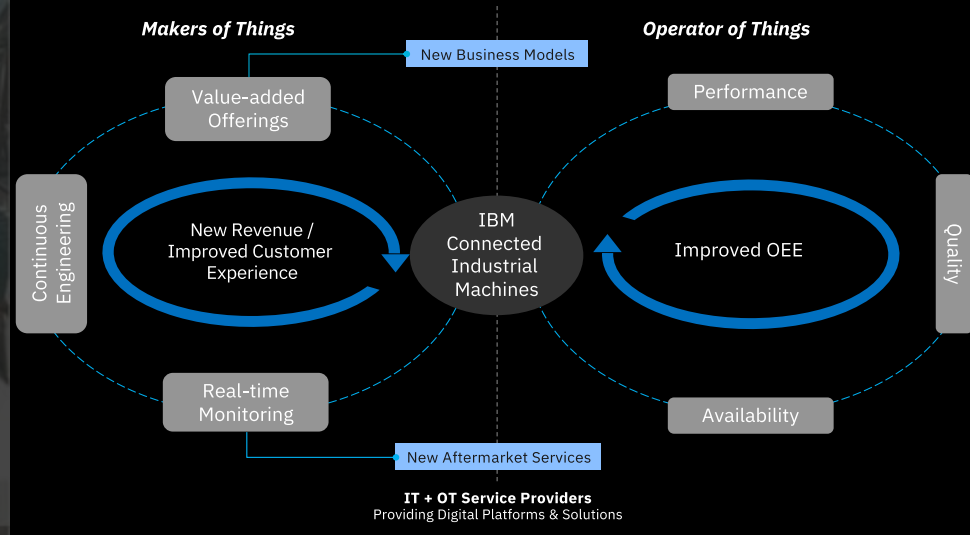 Makers of Things
Operator of Things
New Business Models
Value-added
Offerings
Performance
Continuous
Engineering
New Revenue /
Improved Customer
Experience
IBM
Connected
Industrial
Machines
Improved OEE
Quality
Real-time
Monitoring
Availability
New Aftermarket Services
IT + OT Service Providers
Providing Digital Platforms & Solutions